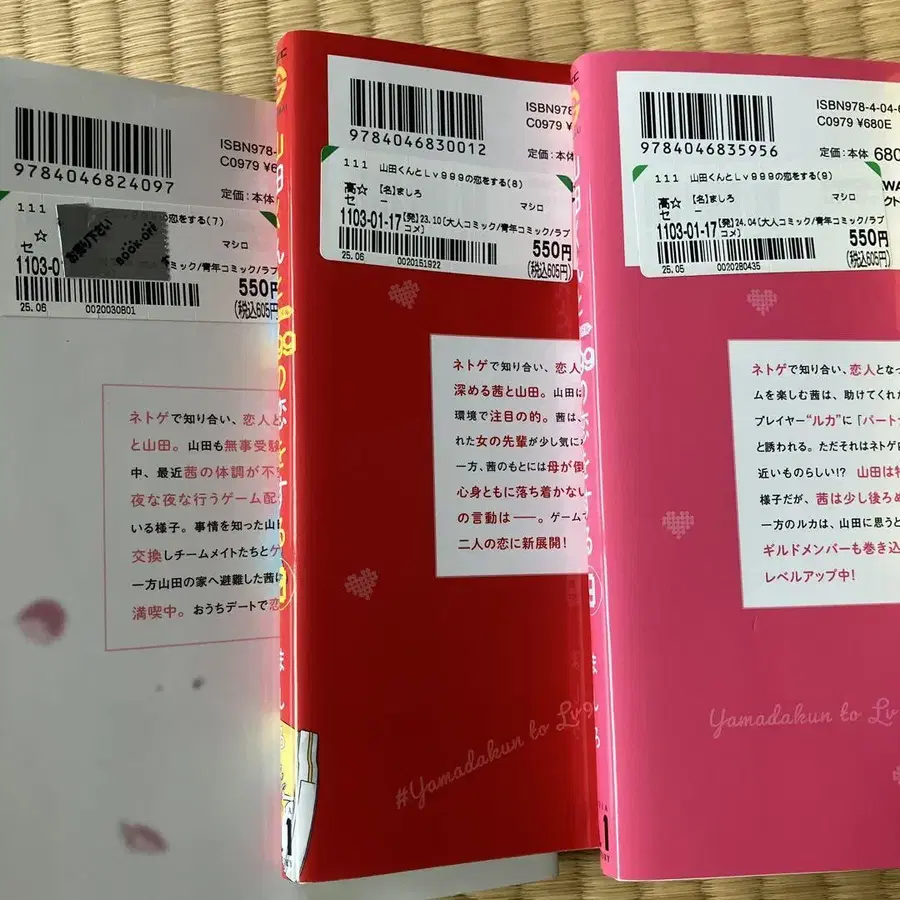 ISBN978-
C0979 ¥6
9784046824097
定価:本体
111
恋をする(7)
セ
マシロ
1103-0
ミック/青年コミック/ラブ
550円
(税込605円
25.06
0020030801
お売り下さい
BOOK-OFF
ネトゲで知り合い、恋人と
と山田。山田も無事受験
中、最近茜の体調が不
夜な夜な行うゲーム配
いる様子。事情を知った山田
交換しチームメイトたちとゲ
一方山田の家へ避難した茜は
満喫中。おうちデートで恋
ISBN978-
C0979 ¥
9784046830012
定価:本体
111 山田くんとLv999の恋をする(8)
高☆ [名]ましろ
セ ー
マシロ
1103-01-17 [発]23.10[大人コミック/青年コミック/ラブ
コメ]
550円
(税込605円)
25.06
0020151922
ネトゲで知り合い、恋人
深める茜と山田。山田は
環境で注目の的。茜は、
れた女の先輩が少し気に
一方、茜のもとには母が倒
心身ともに落ち着かない
の言動は――。ゲームで
二人の恋に新展開!
#Yamadakun to Lv9
ISBN978-4-04-6
C0979 ¥680E
9784046835956
定価:本体 680
111 山田くんとLv999の恋をする(9)
高☆ [名]ましろ
セ ー
マシロ
1103-01-17 [発]24.04[大人コミック/青年コミック/ラブ
コメ]
550円
(税込605円)
25.06
0020280435
ネトゲで知り合い、恋人となっ
ムを楽しむ茜は、助けてくれた
プレイヤー“ルカ”に「パートナ
と誘われる。ただそれはネトゲ内
近いものらしい!? 山田は特
様子だが、茜は少し後ろめ
一方のルカは、山田に思うと
ギルドメンバーも巻き込
レベルアップ中!
Yamadakun to Lv